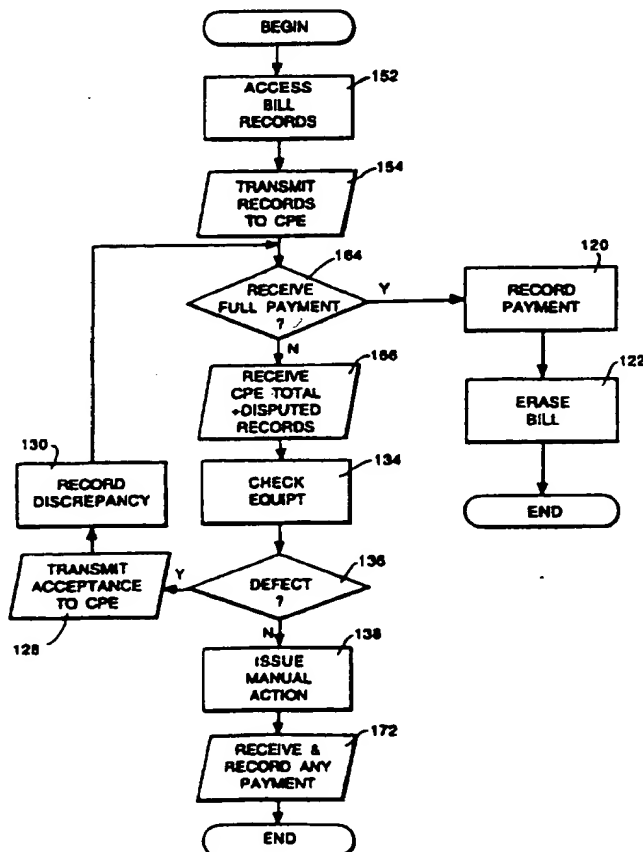 BEGIN
152
ACCESS
BILL
RECORDS
154
TRANSMIT
RECORDS
TO CPE
164
RECEIVE
FULL PAYMENT
?
Y
N
120
RECORD
PAYMENT
122
ERASE
BILL
END
166
RECEIVE
CPE TOTAL
+DISPUTED
RECORDS
130
RECORD
DISCREPANCY
134
CHECK
EQUIPT
136
DEFECT
?
Y
N
TRANSMIT
ACCEPTANCE
TO CPE
128
138
ISSUE
MANUAL
ACTION
172
RECEIVE &
RECORD ANY
PAYMENT
END